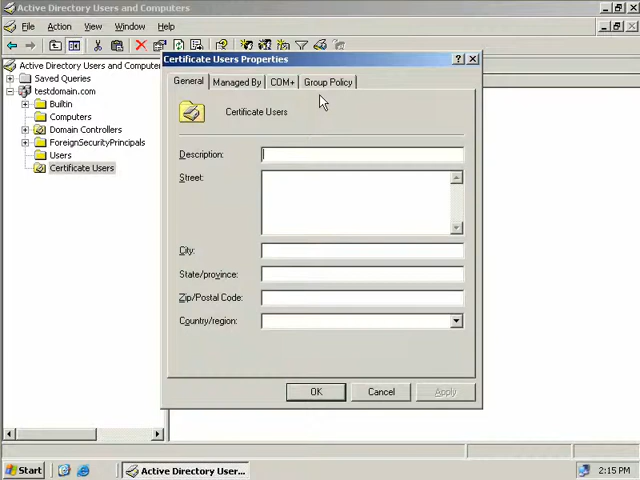 Active Directory Users and Computers
File Action View Window Help
Active Directory Users and Computer
Saved Queries
testdomain.com
Builtin
Computers
Domain Controllers
ForeignSecurityPrincipals
Users
Certificate Users
Certificate Users Properties
General Managed By COM+ Group Policy
Certificate Users
Description:
Street:
City:
State/province:
Zip/Postal Code:
Country/region:
OK Cancel Apply
Start Active Directory User... 2:15 PM